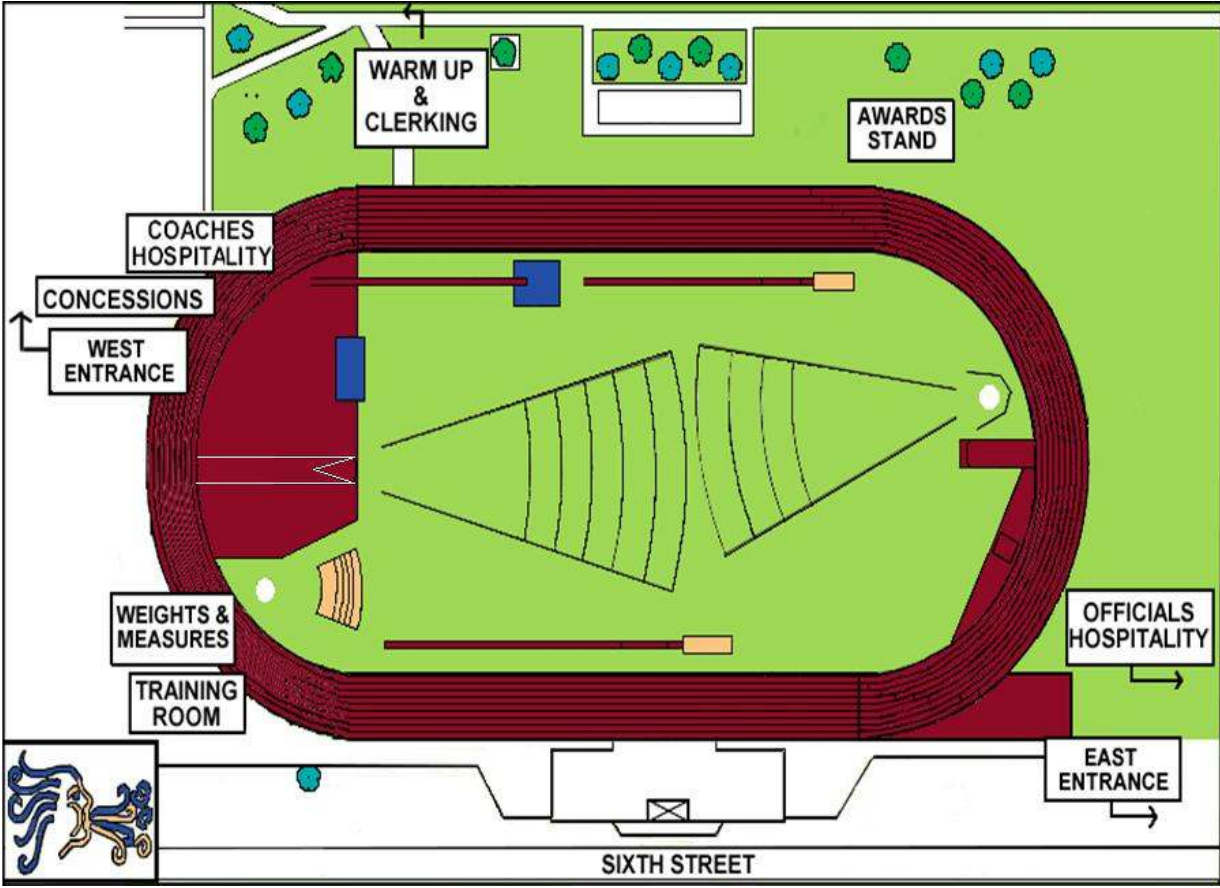 WARM UP
&
CLERKING
AWARDS
STAND
COACHES
HOSPITALITY
CONCESSIONS
WEST
ENTRANCE
WEIGHTS &
MEASURES
OFFICIALS
HOSPITALITY
TRAINING
ROOM
EAST
ENTRANCE
SIXTH STREET